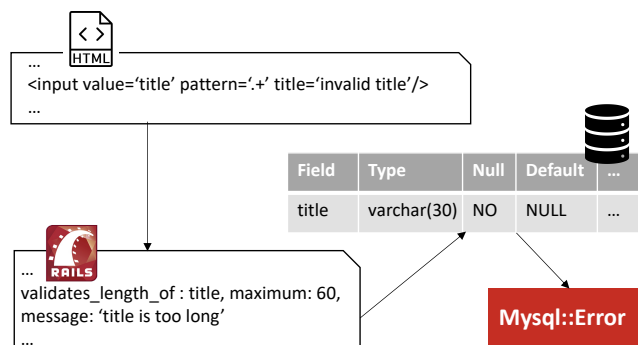 HTML
...
<input value=‘title’ pattern=‘.+’ title=‘invalid title’/>
...
Field Type Null Default ...
title varchar(30) NO NULL ...
RAILS
...
validates_length_of : title, maximum: 60,
message: ‘title is too long’
...
Mysql::Error